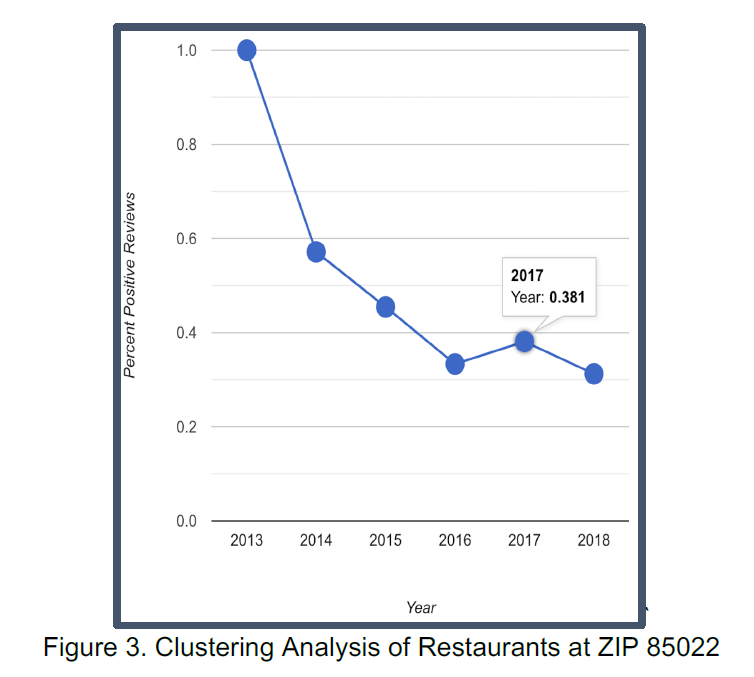 1.0
0.8
0.6
0.4
0.2
0.0
Percent Positive Reviews
2017
Year: 0.381
2013 2014 2015 2016 2017 2018
Year
Figure 3. Clustering Analysis of Restaurants at ZIP 85022